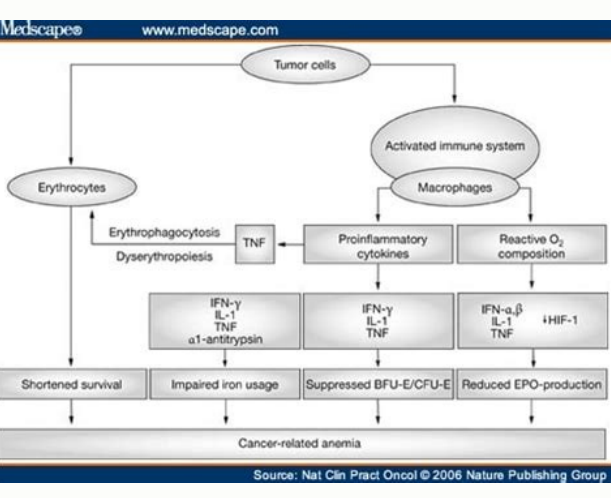 Medscape® www.medscape.com
Tumor cells
Activated immune system
Macrophages
Erythrocytes
Erythrophagocytosis
Dyserythropoiesis
TNF
Proinflammatory
cytokines
Reactive O₂
composition
IFN-γ
IL-1
TNF
α1-antitrypsin
IFN-γ
IL-1
TNF
IFN-α,β
IL-1
TNF
↓HIF-1
Shortened survival
Impaired iron usage
Suppressed BFU-E/CFU-E
Reduced EPO-production
Cancer-related anemia
Source: Nat Clin Pract Oncol © 2006 Nature Publishing Group